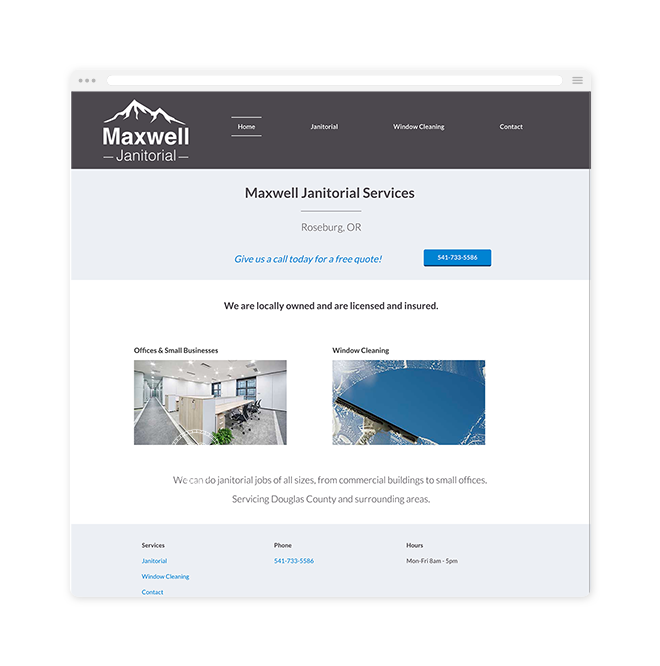 Maxwell
Janitorial
Home
Janitorial
Window Cleaning
Contact
Maxwell Janitorial Services
Roseburg, OR
Give us a call today for a free quote!
541-733-5586
We are locally owned and are licensed and insured.
Offices & Small Businesses
Window Cleaning
We can do janitorial jobs of all sizes, from commercial buildings to small offices.
Servicing Douglas County and surrounding areas.
Services
Janitorial
Window Cleaning
Contact
Phone
541-733-5586
Hours
Mon-Fri 8am - 5pm